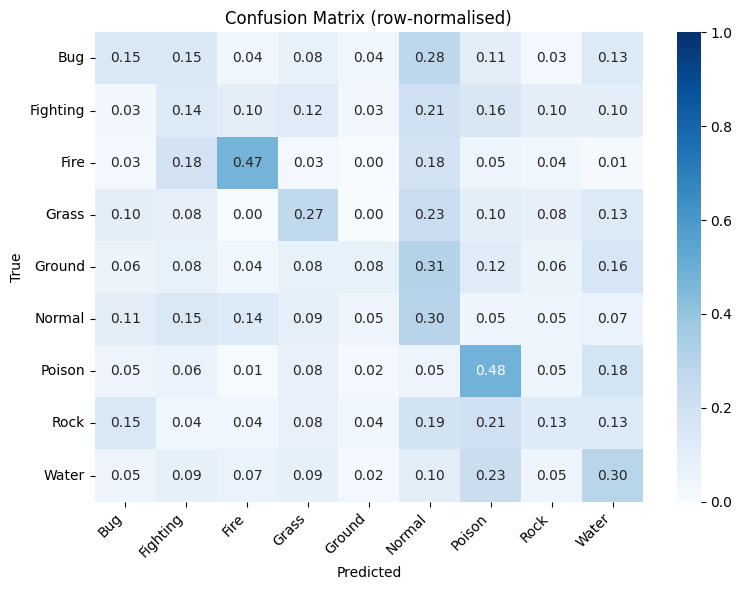 Confusion Matrix (row-normalised)
True
Bug 0.15 0.15 0.04 0.08 0.04 0.28 0.11 0.03 0.13
Fighting 0.03 0.14 0.10 0.12 0.03 0.21 0.16 0.10 0.10
Fire 0.03 0.18 0.47 0.03 0.00 0.18 0.05 0.04 0.01
Grass 0.10 0.08 0.00 0.27 0.00 0.23 0.10 0.08 0.13
Ground 0.06 0.08 0.04 0.08 0.08 0.31 0.12 0.06 0.16
Normal 0.11 0.15 0.14 0.09 0.05 0.30 0.05 0.05 0.07
Poison 0.05 0.06 0.01 0.08 0.02 0.05 0.48 0.05 0.18
Rock 0.15 0.04 0.04 0.08 0.04 0.19 0.21 0.13 0.13
Water 0.05 0.09 0.07 0.09 0.02 0.10 0.23 0.05 0.30
Bug Fighting Fire Grass Ground Normal Poison Rock Water
Predicted
1.0
0.8
0.6
0.4
0.2
0.0